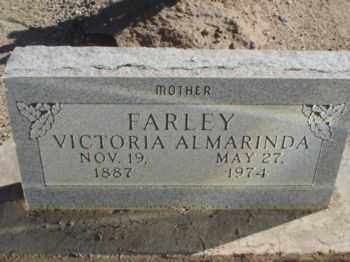 MOTHER
FARLEY
VICTORIA ALMARINDA
NOV. 19, MAY 27,
1887 1974